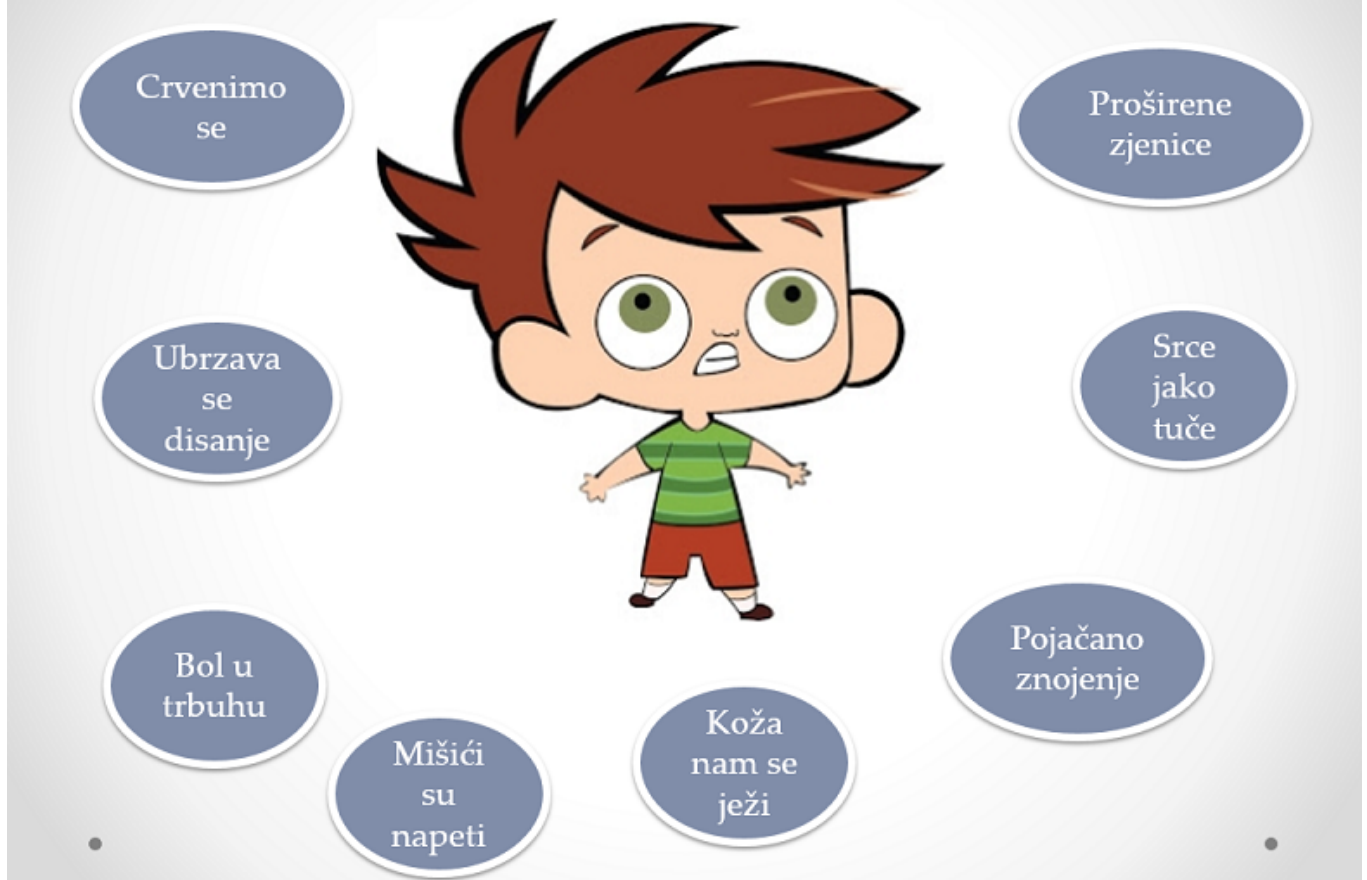 Crvenimo
se
Proširene
zjenice
Ubrzava
se
disanje
Srce
jako
tuče
Bol u
trbuhu
Mišići
su
napeti
Koža
nam se
ježi
Pojačano
znojenje